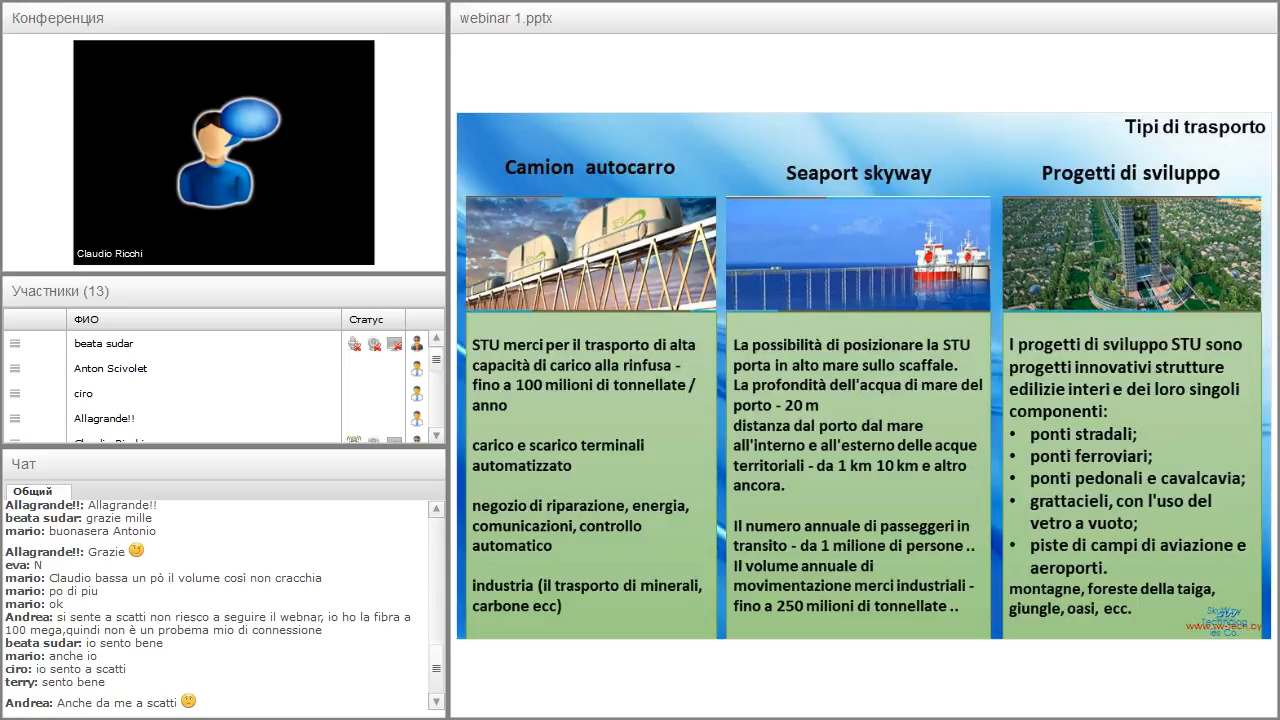 Конференция
Claudio Ricchi
Участники (13)
ФИО
Статус
beata sudar
Anton Scivolet
ciro
Allagrande!!
Чат
Общий
Allagrande!!: Allagrande!!
beata sudar: grazie mille
mario: buonasera Antonio
Allagrande!!: Grazie
eva: N
mario: Claudio bassa un pò il volume così non cracchia
mario: po di piu
mario: ok
Andrea: si sente a scatti non riesco a seguire il webnar, io ho la fibra a
100 mega,quindi non è un probema mio di connessione
beata sudar: io sento bene
mario: anche io
ciro: io sento a scatti
terry: sento bene
Andrea: Anche da me a scatti
webinar 1.pptx
Tipi di trasporto
Camion autocarro
STU merci per il trasporto di alta
capacità di carico alla rinfusa -
fino a 100 milioni di tonnellate /
anno
carico e scarico terminali
automatizzato
negozio di riparazione, energia,
comunicazioni, controllo
automatico
industria (il trasporto di minerali,
carbone ecc)
Seaport skyway
La possibilità di posizionare la STU
porta in alto mare sullo scaffale.
La profondità dell'acqua di mare del
porto - 20 m
distanza dal porto dal mare
all'interno e all'esterno delle acque
territoriali - da 1 km 10 km e altro
ancora.
Il numero annuale di passeggeri in
transito - da 1 milione di persone ..
Il volume annuale di
movimentazione merci industriali -
fino a 250 milioni di tonnellate ..
Progetti di sviluppo
I progetti di sviluppo STU sono
progetti innovativi strutture
edilizie interi e dei loro singoli
componenti:
• ponti stradali;
• ponti ferroviari;
• ponti pedonali e cavalcavia;
• grattacieli, con l'uso del
vetro a vuoto;
• piste di campi di aviazione e
aeroporti.
montagne, foreste della taiga,
giungle, oasi, ecc.
SkyWay
Technolog
ies Co.
www.sw-tech.by